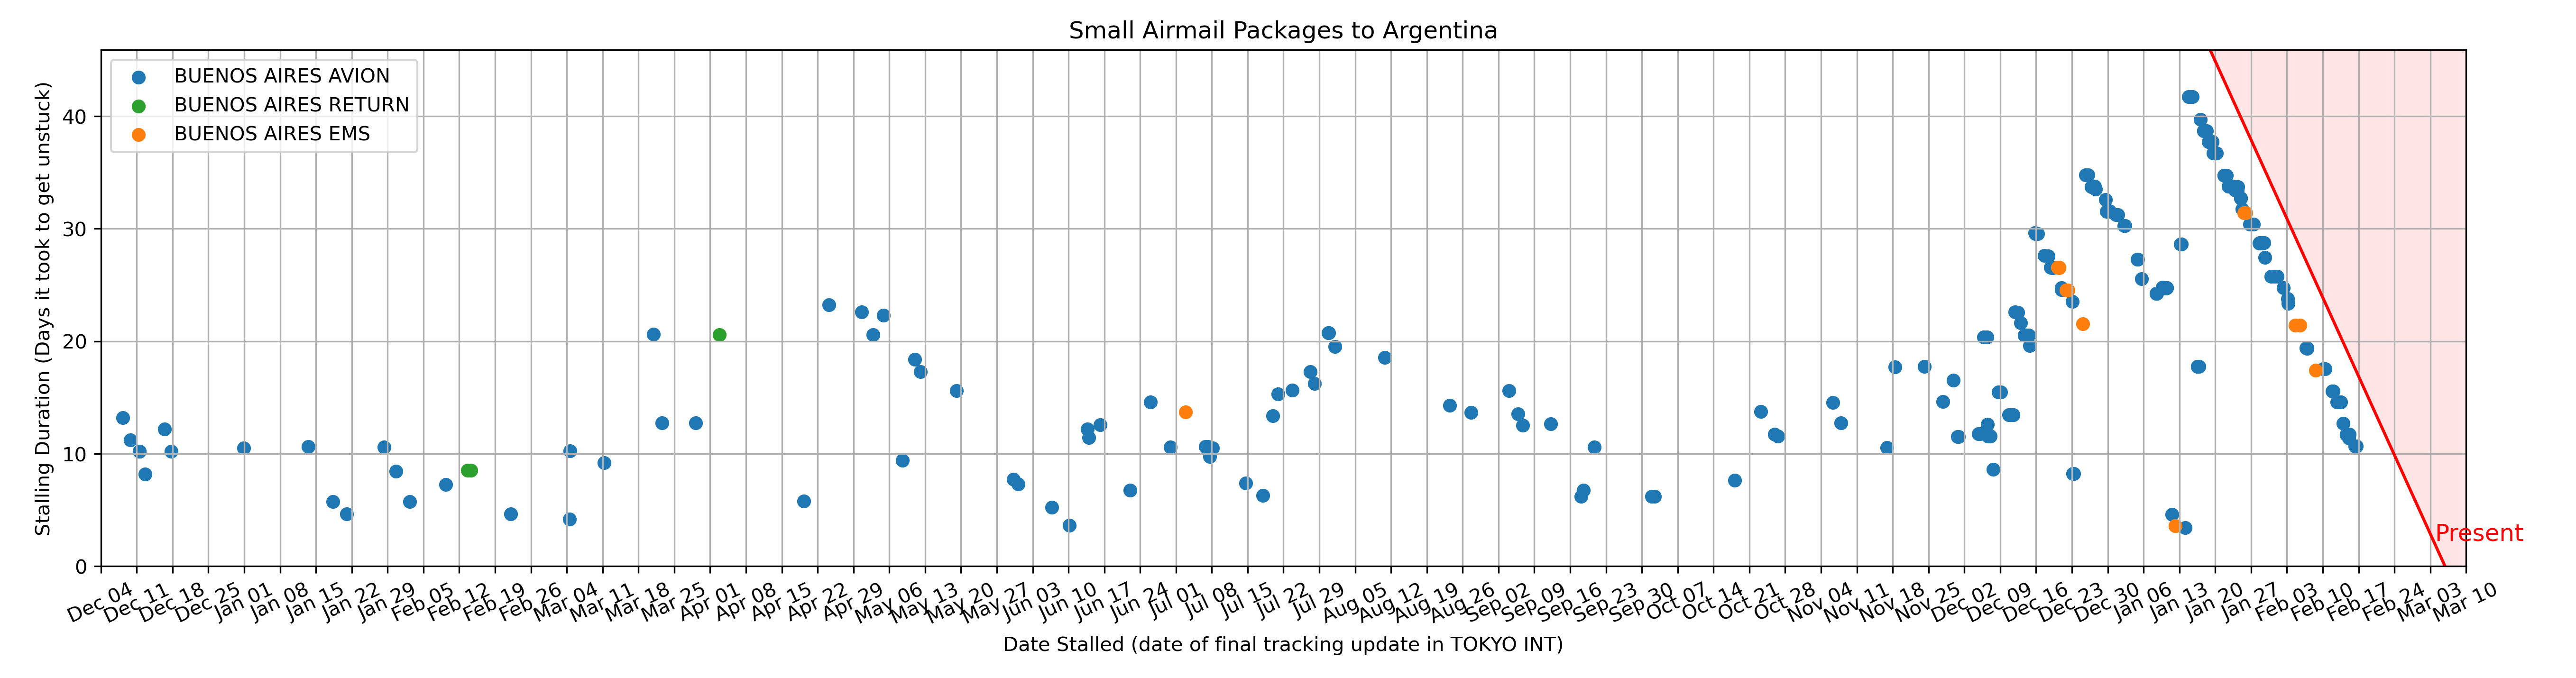 Small Airmail Packages to Argentina
BUENOS AIRES AVION
BUENOS AIRES RETURN
BUENOS AIRES EMS
Stalling Duration (Days it took to get unstuck)
40
30
20
10
0
Present
Dec 04 Dec 11 Dec 18 Dec 25 Jan 01 Jan 08 Jan 15 Jan 22 Jan 29 Feb 05 Feb 12 Feb 19 Feb 26 Mar 04 Mar 11 Mar 18 Mar 25 Apr 01 Apr 08 Apr 15 Apr 22 Apr 29 May 06 May 13 May 20 May 27 Jun 03 Jun 10 Jun 17 Jun 24 Jul 01 Jul 08 Jul 15 Jul 22 Jul 29 Aug 05 Aug 12 Aug 19 Aug 26 Sep 02 Sep 09 Sep 16 Sep 23 Sep 30 Oct 07 Oct 14 Oct 21 Oct 28 Nov 04 Nov 11 Nov 18 Nov 25 Dec 02 Dec 09 Dec 16 Dec 23 Dec 30 Jan 06 Jan 13 Jan 20 Jan 27 Feb 03 Feb 10 Feb 17 Feb 24 Mar 03 Mar 10
Date Stalled (date of final tracking update in TOKYO INT)